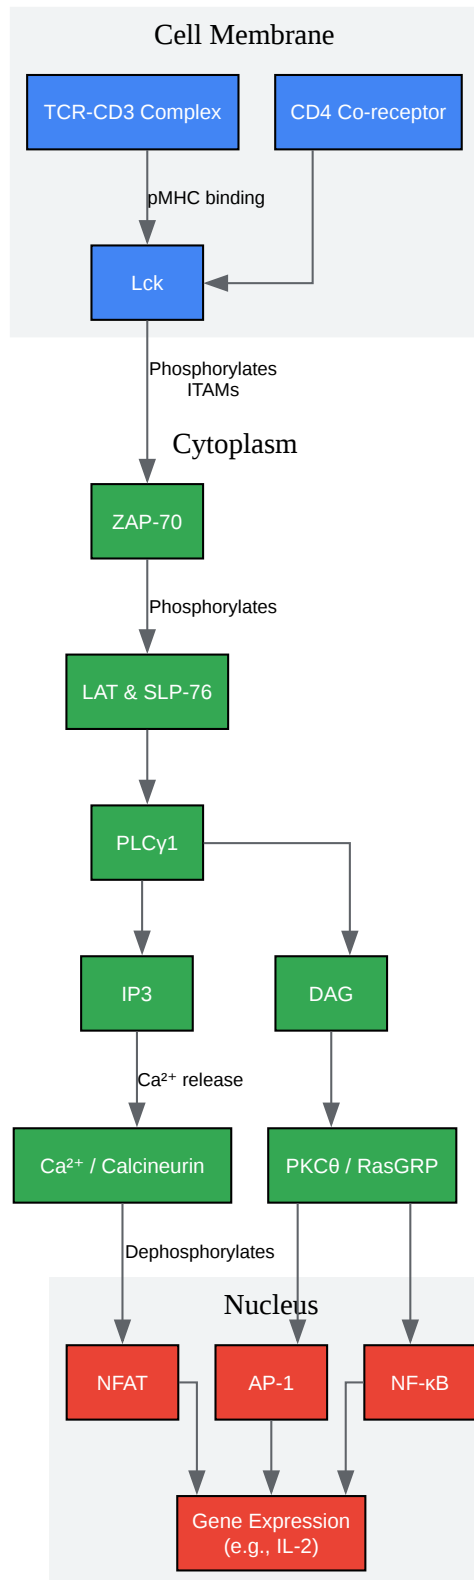 Cell Membrane
TCR-CD3 Complex
CD4 Co-receptor
pMHC binding
Lck
Phosphorylates
ITAMs
Cytoplasm
ZAP-70
Phosphorylates
LAT & SLP-76
PLCγ1
IP3
DAG
Ca²⁺ release
Ca²⁺ / Calcineurin
PKCθ / RasGRP
Dephosphorylates
Nucleus
NFAT
AP-1
NF-κB
Gene Expression
(e.g., IL-2)